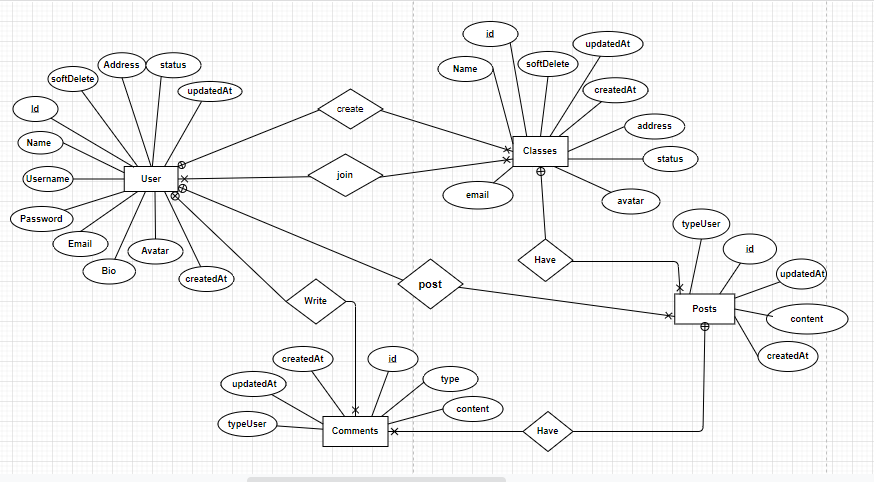 id
updatedAt
softDelete
Name
createdAt
Address
status
softDelete
updatedAt
Id
create
address
Name
Classes
status
join
User
Username
email
avatar
Password
typeUser
Email
Avatar
id
Bio
createdAt
Have
updatedAt
post
Write
Posts
content
createdAt
createdAt
id
updatedAt
type
content
typeUser
Comments
Have